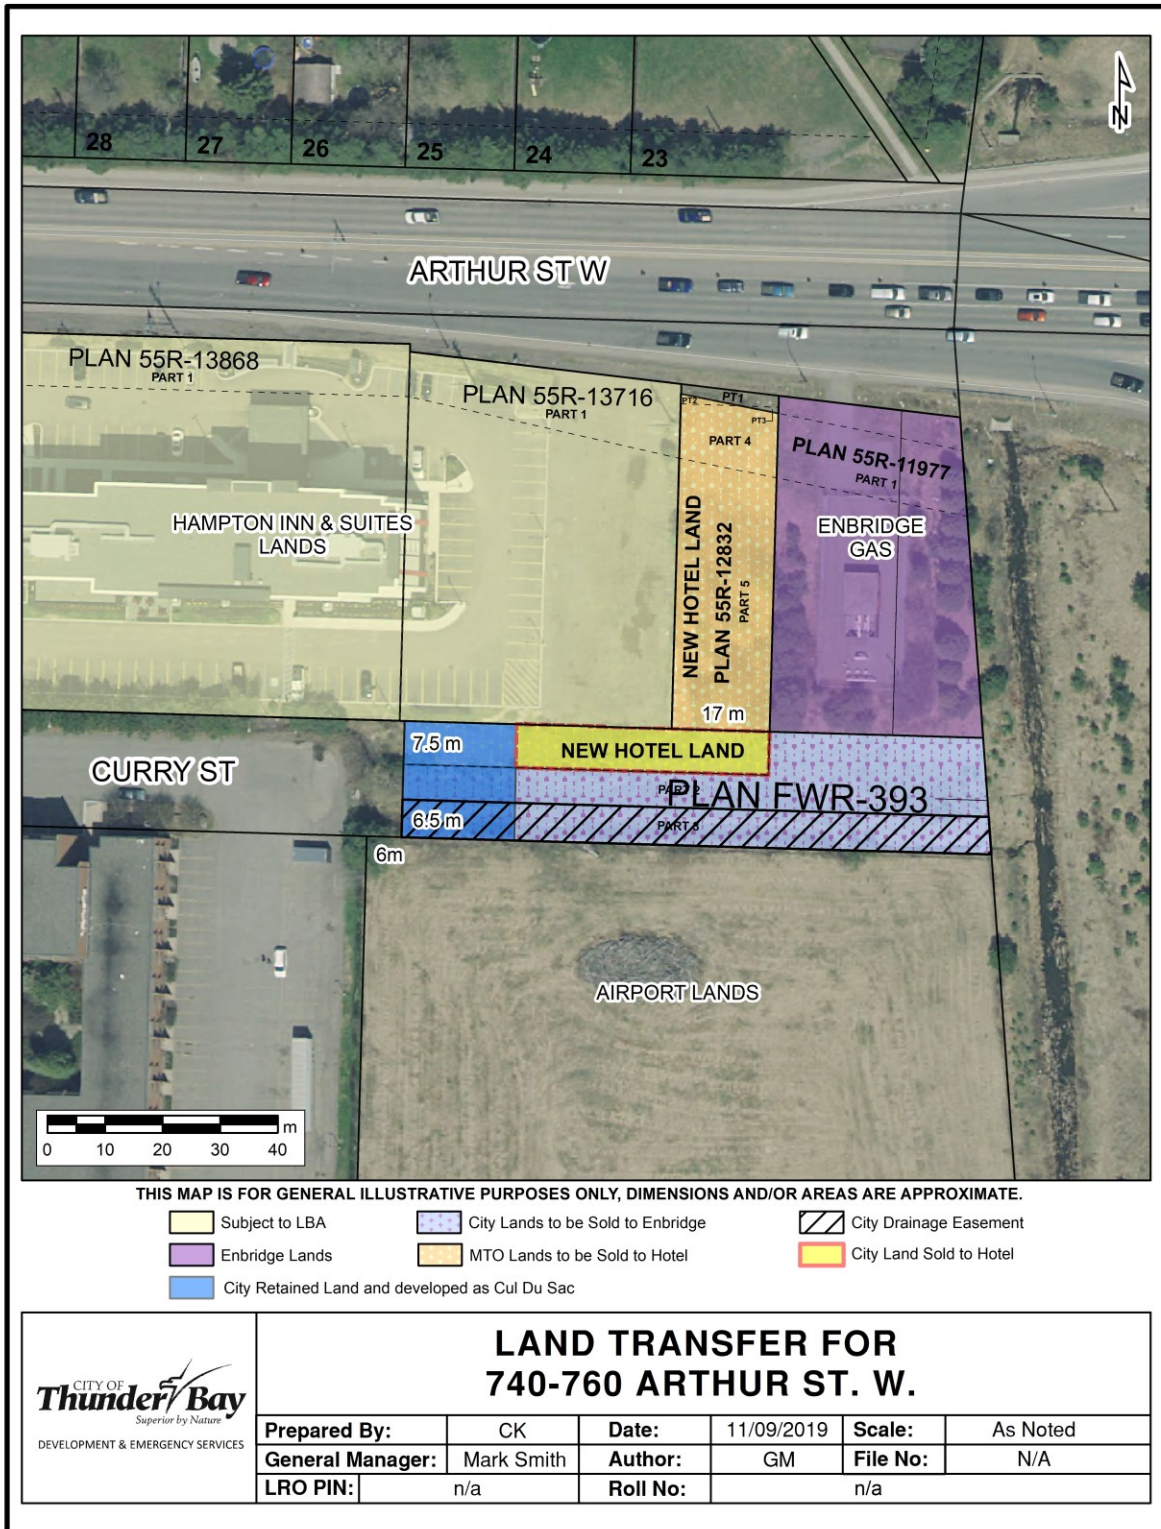 N
28
27
26
25
24
23
ARTHUR ST W
PLAN 55R-13868
PART 1
PLAN 55R-13716
PART 1
PT2
PT1
PT3
PART 4
PLAN 55R-11977
PART 1
HAMPTON INN & SUITES
LANDS
NEW HOTEL LAND
PLAN 55R-12832
PART 5
ENBRIDGE
GAS
17 m
7.5 m
NEW HOTEL LAND
CURRY ST
PART 2
PLAN FWR-393
6.5 m
PART 3
6m
AIRPORT LANDS
m
0 10 20 30 40
THIS MAP IS FOR GENERAL ILLUSTRATIVE PURPOSES ONLY, DIMENSIONS AND/OR AREAS ARE APPROXIMATE.
Subject to LBA
City Lands to be Sold to Enbridge
City Drainage Easement
Enbridge Lands
MTO Lands to be Sold to Hotel
City Land Sold to Hotel
City Retained Land and developed as Cul Du Sac
CITY OF
Thunder Bay
Superior by Nature
DEVELOPMENT & EMERGENCY SERVICES
LAND TRANSFER FOR
740-760 ARTHUR ST. W.
Prepared By: CK Date: 11/09/2019 Scale: As Noted
General Manager: Mark Smith Author: GM File No: N/A
LRO PIN: n/a Roll No: n/a